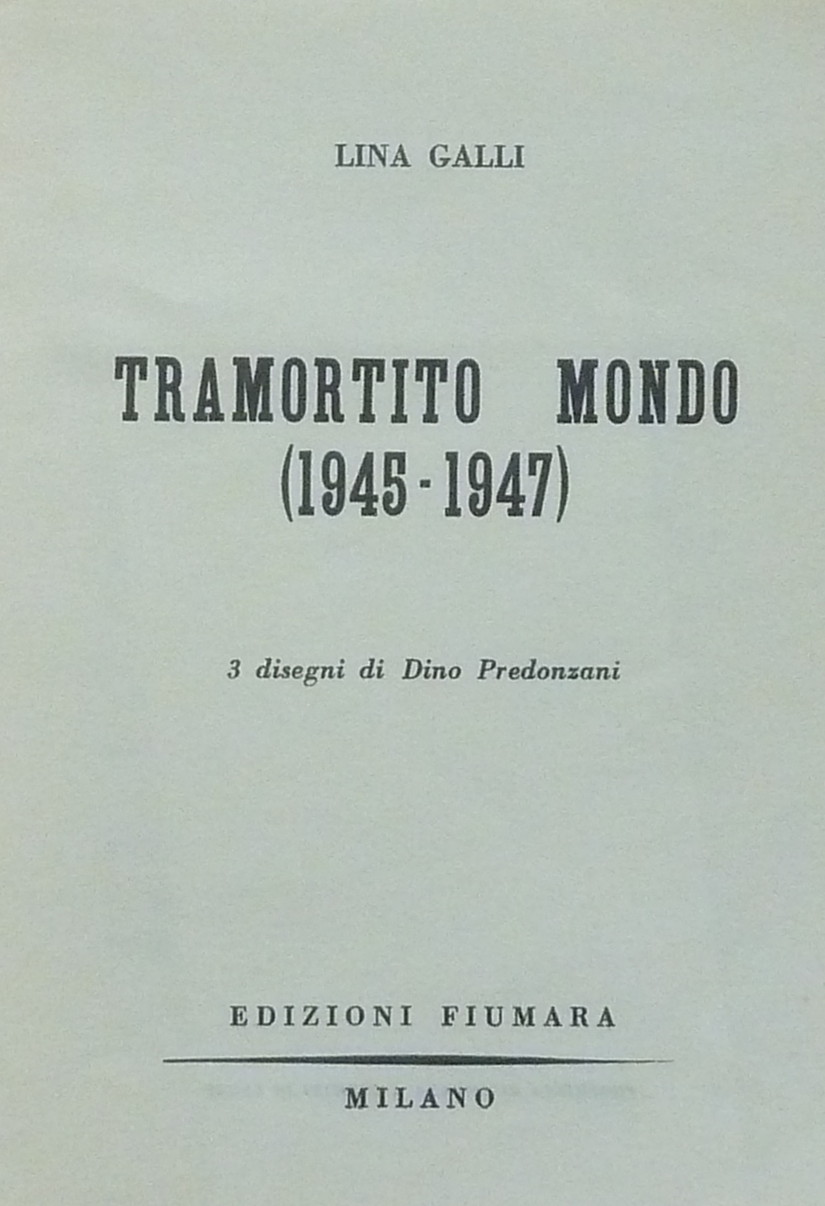 LINA GALLI
TRAMORTITO MONDO
(1945-1947)
3 disegni di Dino Predonzani
EDIZIONI FIUMARA
MILANO